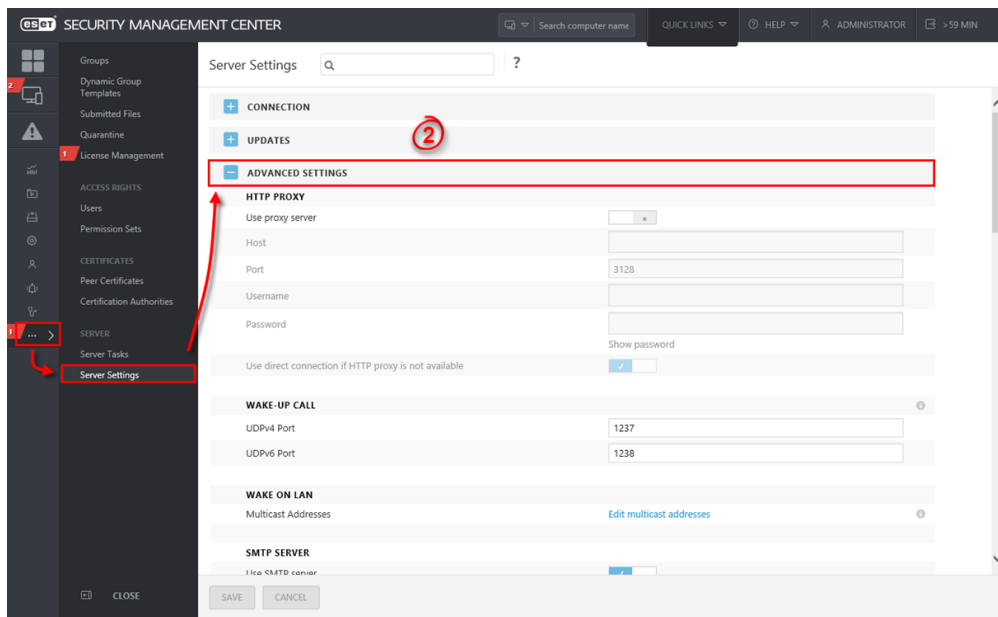 eset SECURITY MANAGEMENT CENTER
Search computer name
QUICK LINKS
HELP
ADMINISTRATOR
>59 MIN
Groups
Dynamic Group
Templates
Submitted Files
Quarantine
License Management
ACCESS RIGHTS
Users
Permission Sets
CERTIFICATES
Peer Certificates
Certification Authorities
SERVER
Server Tasks
Server Settings
CLOSE
2
1
1
Server Settings
?
CONNECTION
UPDATES
2
ADVANCED SETTINGS
HTTP PROXY
Use proxy server
Host
Port 3128
Username
Password
Show password
Use direct connection if HTTP proxy is not available
WAKE-UP CALL
UDPv4 Port 1237
UDPv6 Port 1238
WAKE ON LAN
Multicast Addresses Edit multicast addresses
SMTP SERVER
Use SMTP server
SAVE CANCEL